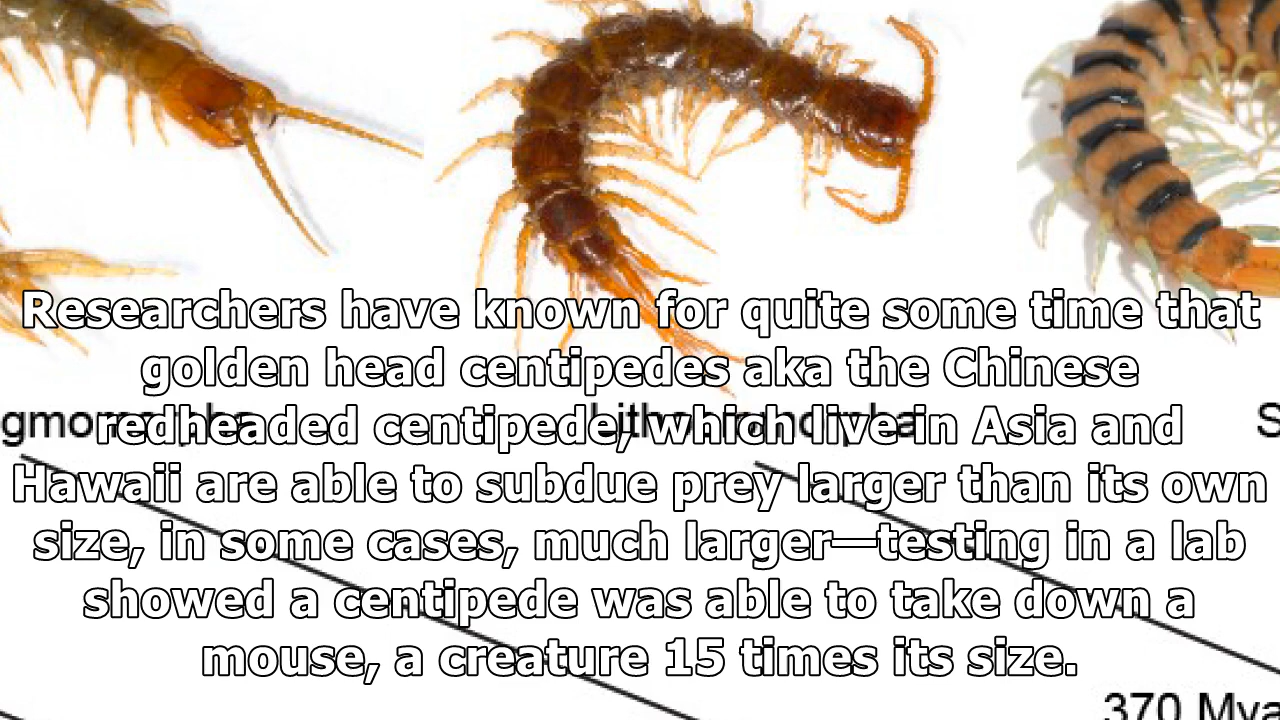 Researchers have known for quite some time that
golden head centipedes aka the Chinese
redheaded centipede, which live in Asia and
Hawaii are able to subdue prey larger than its own
size, in some cases, much larger—testing in a lab
showed a centipede was able to take down a
mouse, a creature 15 times its size.
370 Mya